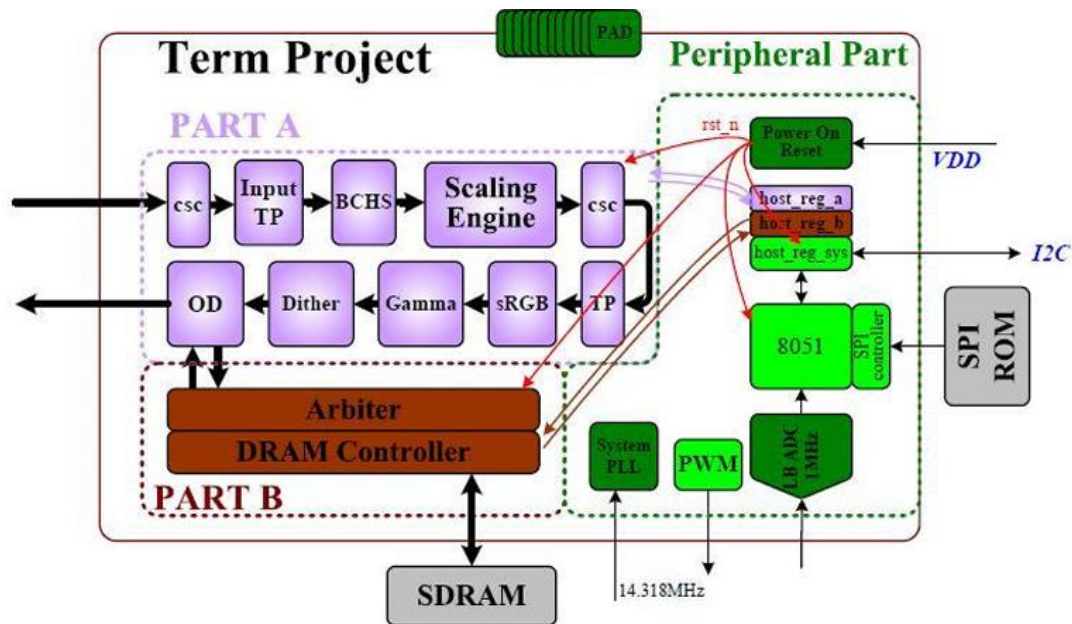 PAD
Term Project
Peripheral Part
PART A
rst_n
Power On
Reset
VDD
csc
Input
TP
BCHS
Scaling
Engine
csc
host_reg_a
host_reg_b
host_reg_sys
I2C
OD
Dither
Gamma
sRGB
TP
8051
SPI
controller
SPI
ROM
Arbiter
DRAM Controller
PART B
System
PLL
PWM
LB ADC
1MHz
SDRAM
14.318MHz